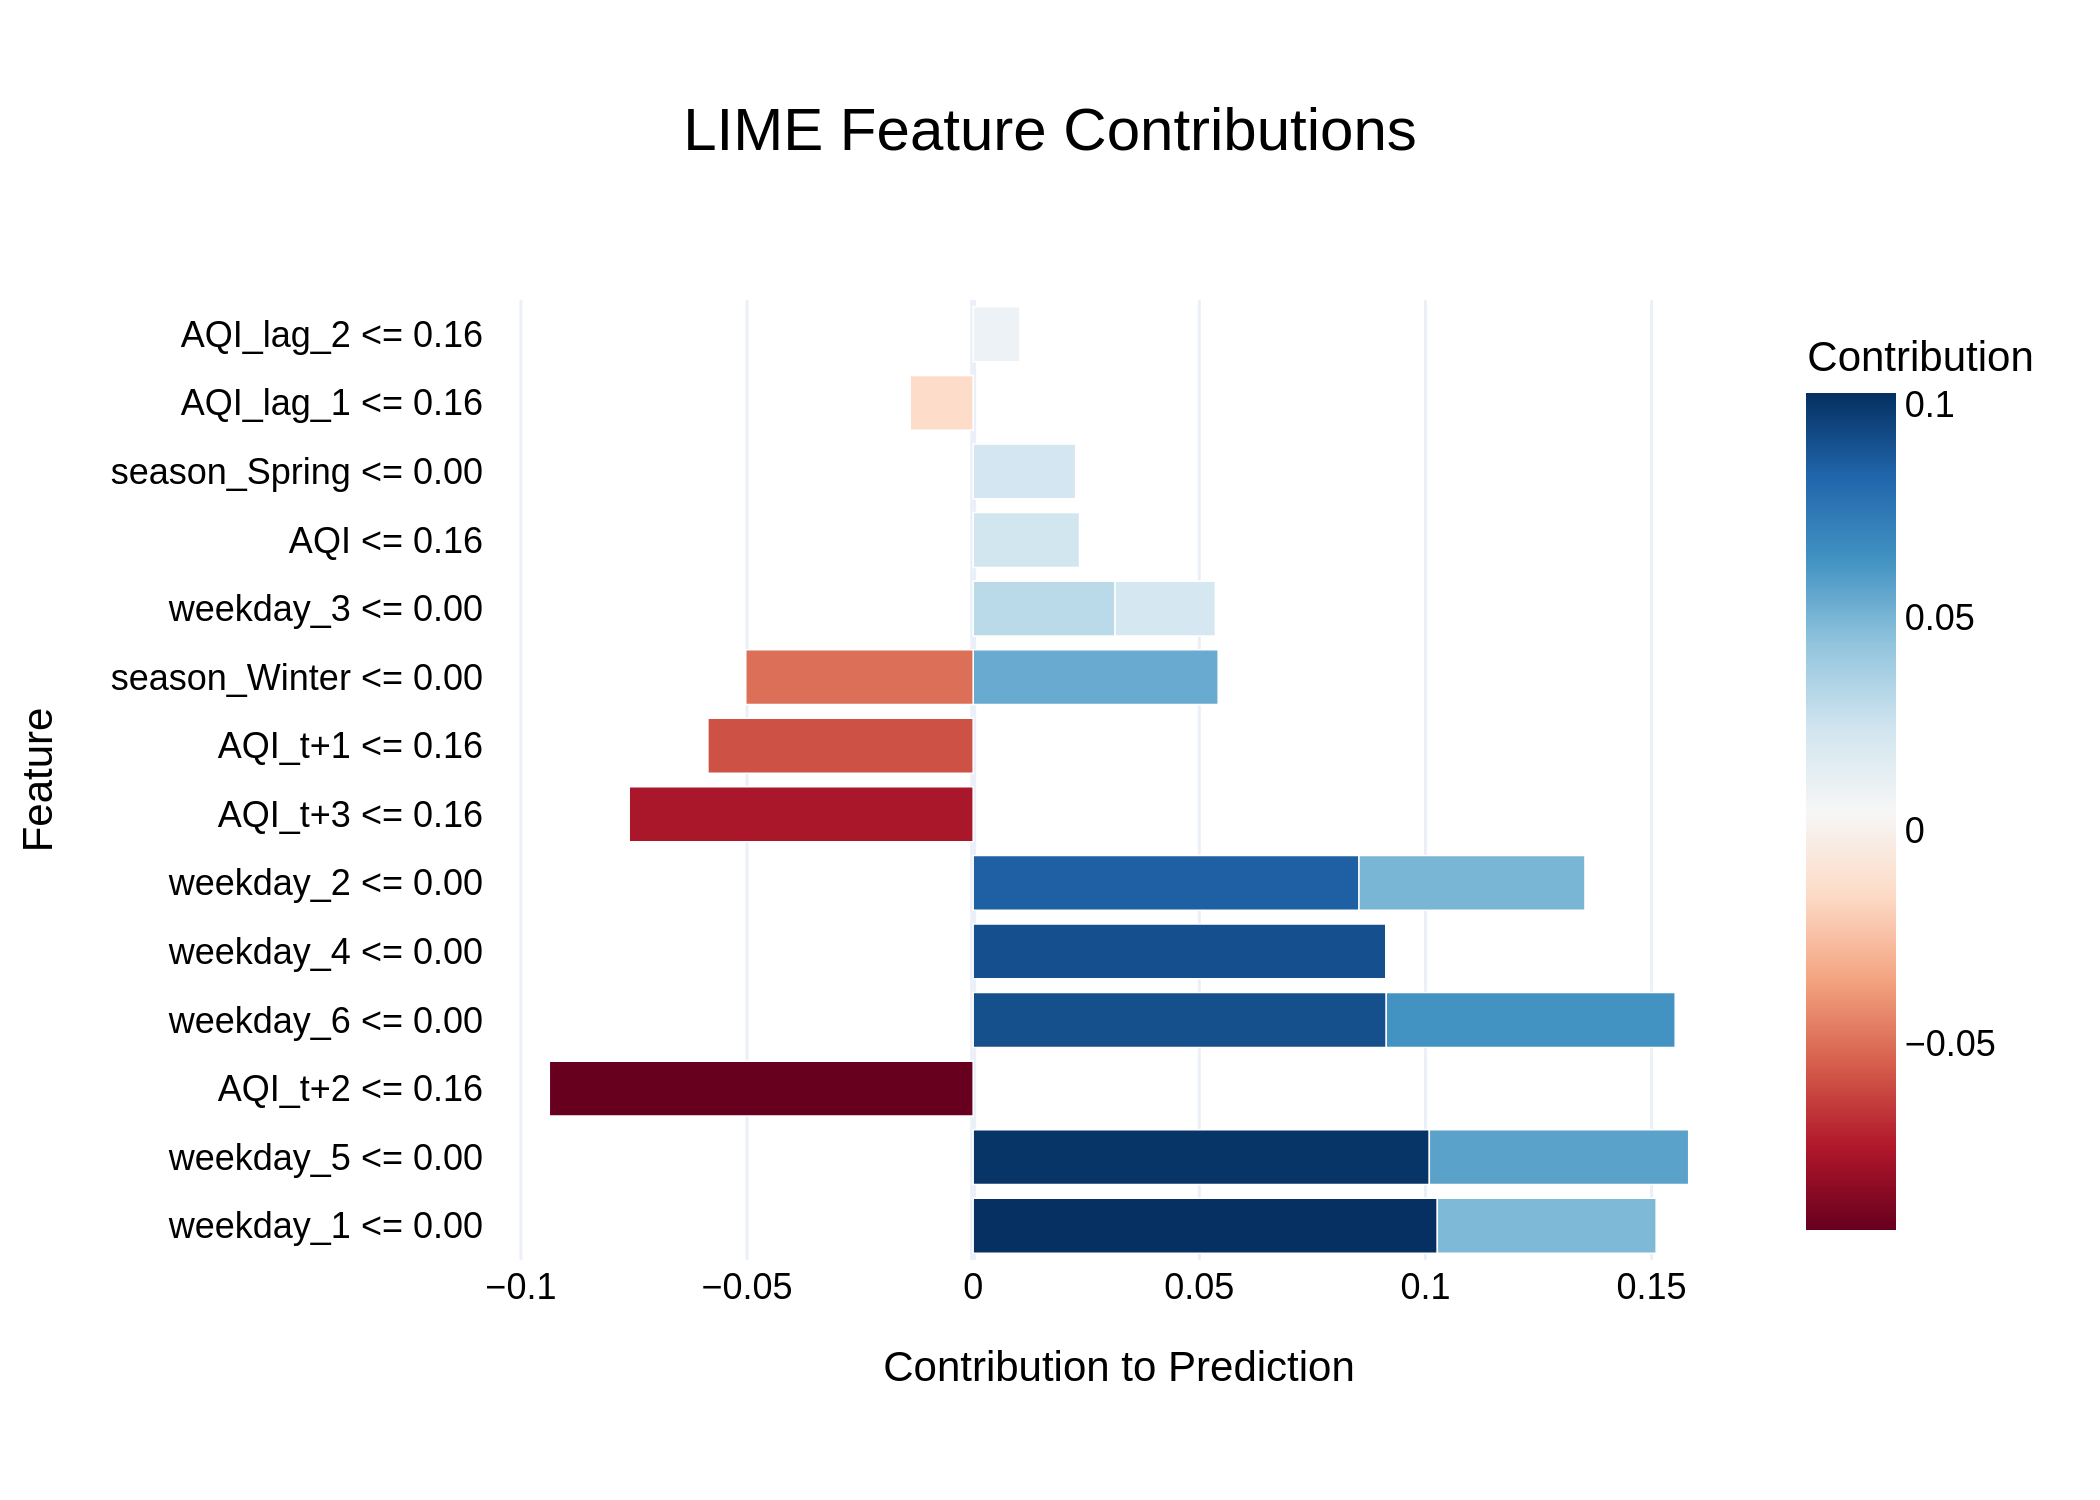 LIME Feature Contributions
AQI_lag_2 <= 0.16
AQI_lag_1 <= 0.16
season_Spring <= 0.00
AQI <= 0.16
weekday_3 <= 0.00
season_Winter <= 0.00
AQI_t+1 <= 0.16
AQI_t+3 <= 0.16
weekday_2 <= 0.00
weekday_4 <= 0.00
weekday_6 <= 0.00
AQI_t+2 <= 0.16
weekday_5 <= 0.00
weekday_1 <= 0.00
Feature
−0.1 −0.05 0 0.05 0.1 0.15
Contribution to Prediction
Contribution
0.1
0.05
0
−0.05